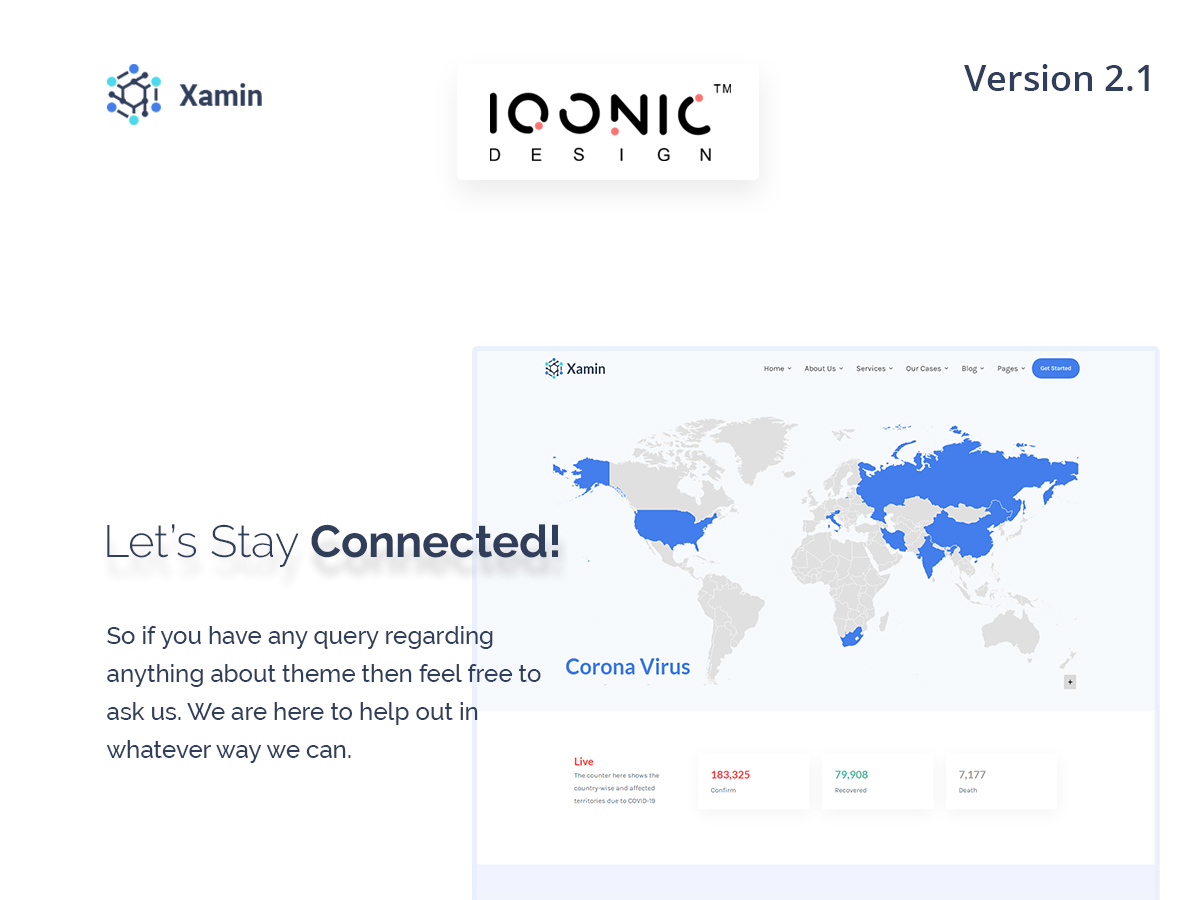 Xamin
IQONIC
TM
DESIGN
Version 2.1
Xamin
Home
About Us
Services
Our Cases
Blog
Pages
Get Started
Let's Stay Connected!
So if you have any query regarding
anything about theme then feel free to
ask us. We are here to help out in
whatever way we can.
Corona Virus
+
Live
The counter here shows the
country-wise and affected
territories due to COVID-19
183,325
Confirm
79,908
Recovered
7,177
Death